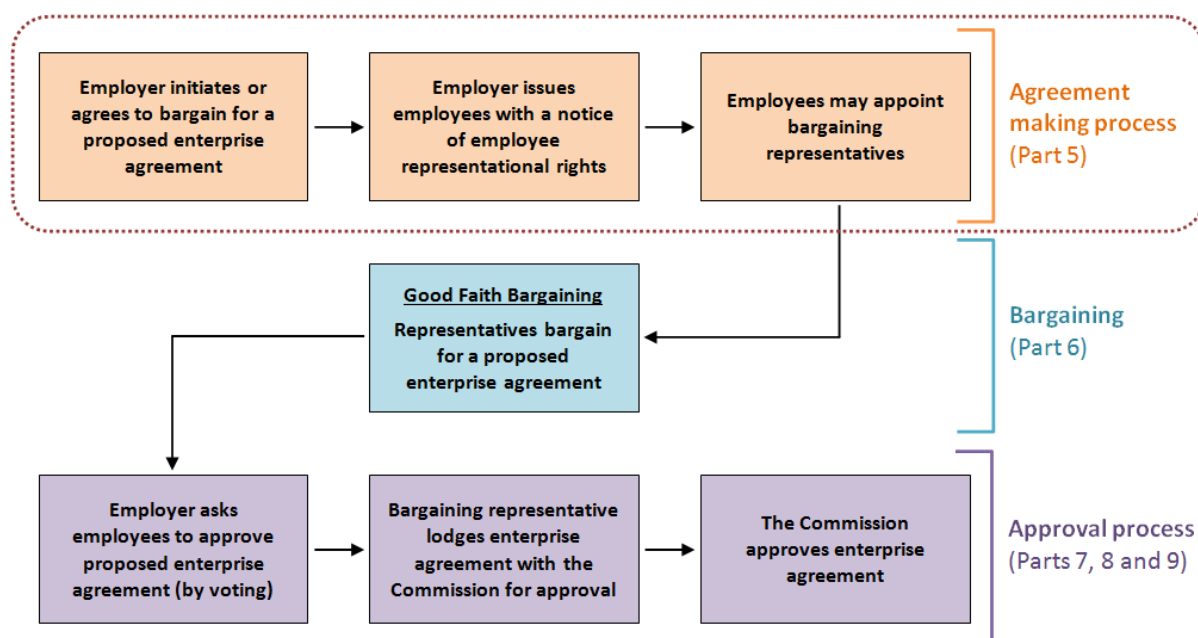 Employer initiates or
agrees to bargain for a
proposed enterprise
agreement
Employer issues
employees with a notice
of employee
representational rights
Employees may appoint
bargaining
representatives
Agreement
making process
(Part 5)
Good Faith Bargaining
Representatives bargain
for a proposed
enterprise agreement
Bargaining
(Part 6)
Employer asks
employees to approve
proposed enterprise
agreement (by voting)
Bargaining representative
lodges enterprise
agreement with the
Commission for approval
The Commission
approves enterprise
agreement
Approval process
(Parts 7, 8 and 9)